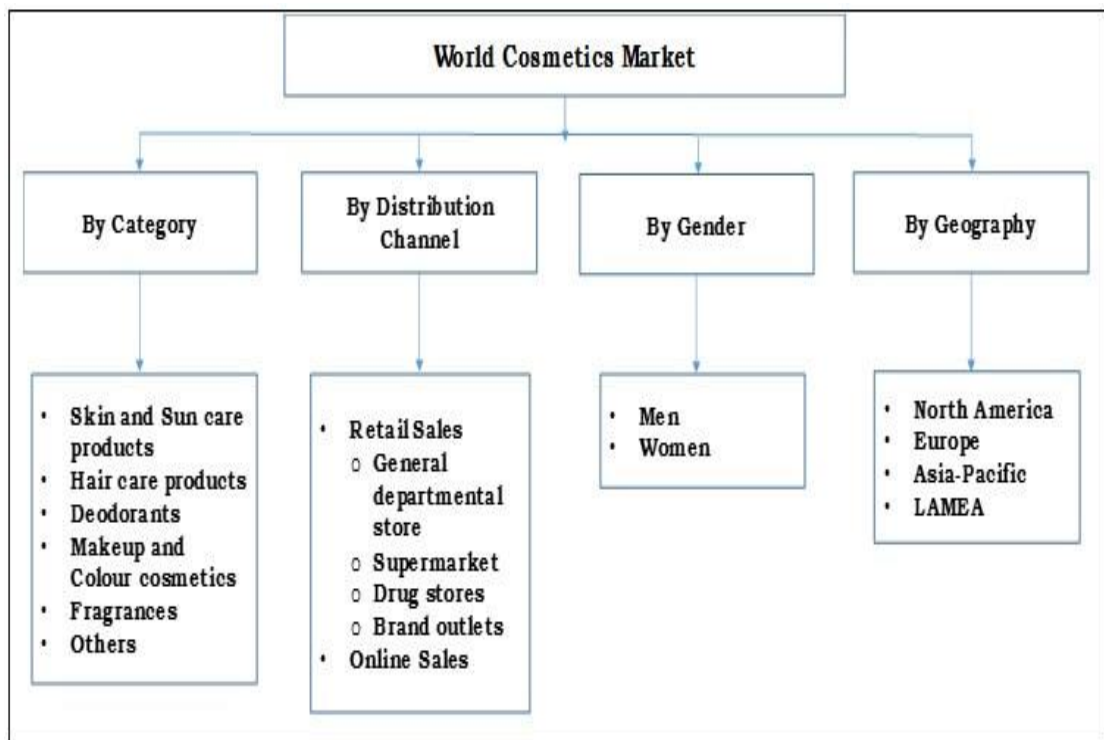 World Cosmetics Market
By Category
By Distribution
Channel
By Gender
By Geography
• Skin and Sun care
products
• Hair care products
• Deodorants
• Makeup and
Colour cosmetics
• Fragrances
• Others
• Retail Sales
o General
departmental
store
o Supermarket
o Drug stores
o Brand outlets
• Online Sales
• Men
• Women
• North America
• Europe
• Asia-Pacific
• LAMEA